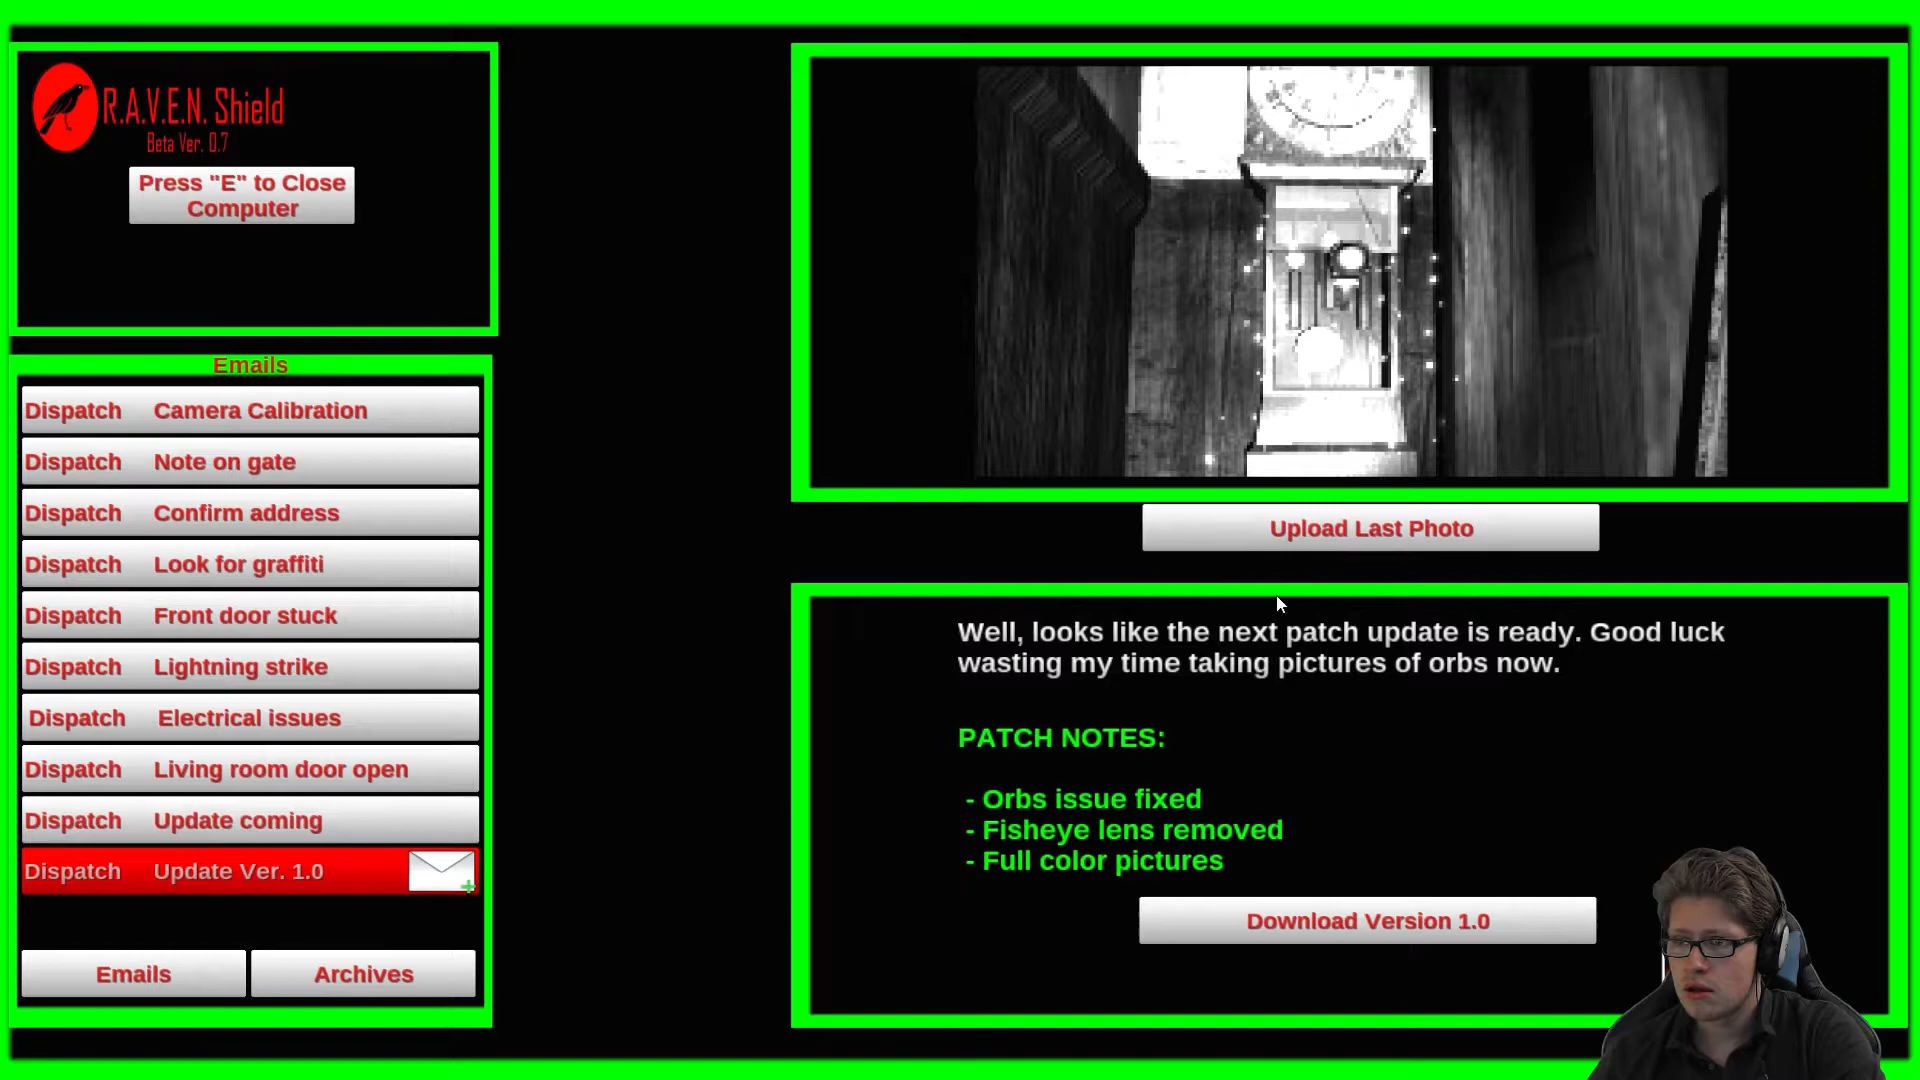 R.A.V.E.N. Shield
Beta Ver. 0.7
Press "E" to Close
Computer
Emails
Dispatch Camera Calibration
Dispatch Note on gate
Dispatch Confirm address
Dispatch Look for graffiti
Dispatch Front door stuck
Dispatch Lightning strike
Dispatch Electrical issues
Dispatch Living room door open
Dispatch Update coming
Dispatch Update Ver. 1.0
Emails
Archives
Upload Last Photo
Well, looks like the next patch update is ready. Good luck
wasting my time taking pictures of orbs now.
PATCH NOTES:
- Orbs issue fixed
- Fisheye lens removed
- Full color pictures
Download Version 1.0